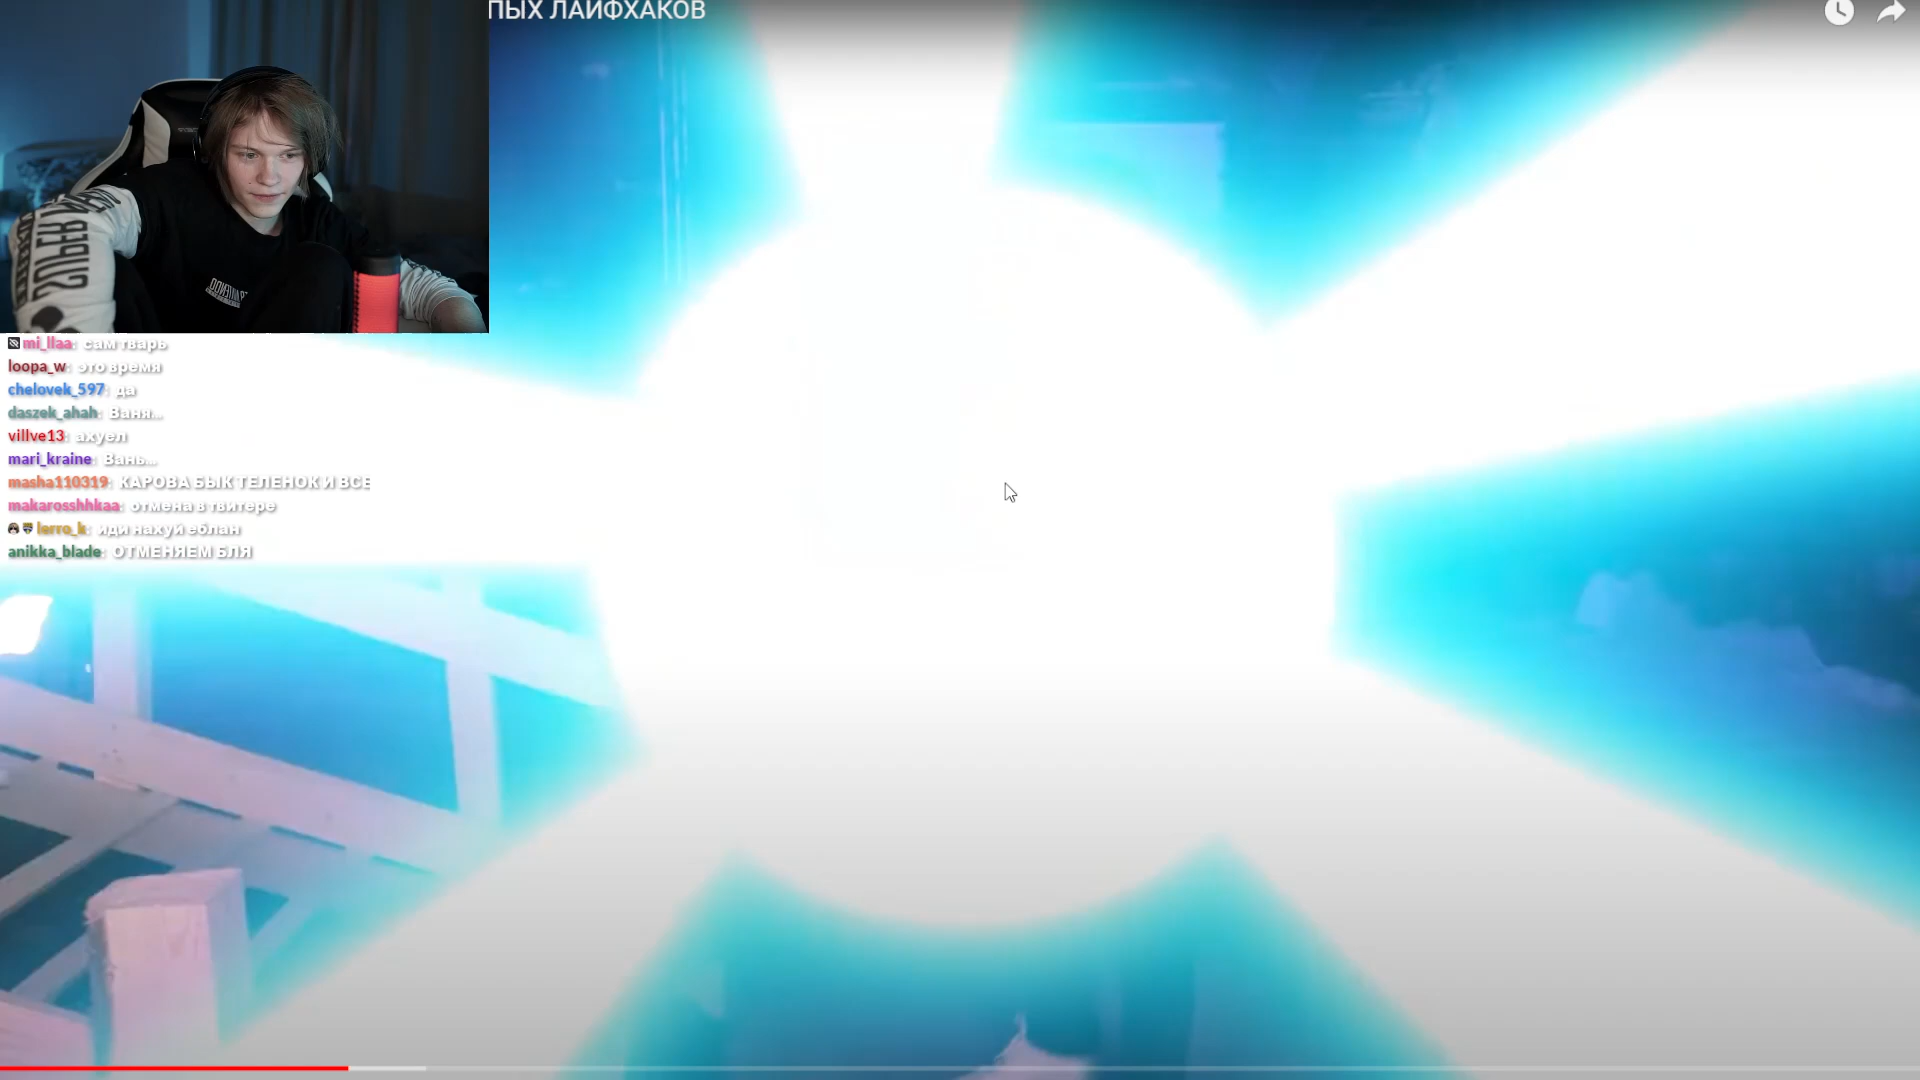 ПЫХ ЛАЙФХАКОВ
mi_llaa: сам тварь
loopa_w: это время
chelovek_597: да
daszek_ahah: Ваня...
villve13: ахуел
mari_kraine: Вань...
masha110319: КАРОВА БЫК ТЕЛЕНОК И ВСЕ
makarosshhkaa: отмена в твитере
lerro_k: иди нахуй еблан
anikka_blade: ОТМЕНЯЕМ БЛЯ